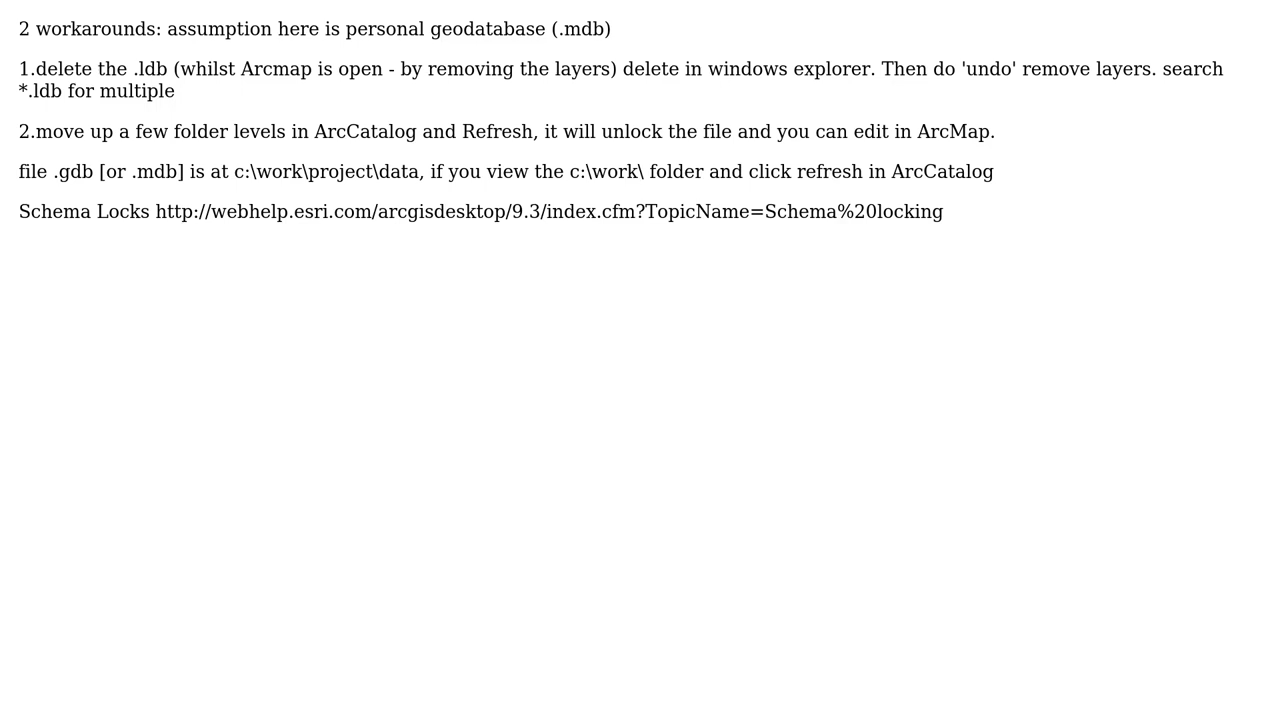 2 workarounds: assumption here is personal geodatabase (.mdb)
1.delete the .ldb (whilst Arcmap is open - by removing the layers) delete in windows explorer. Then do 'undo' remove layers. search
*.ldb for multiple
2.move up a few folder levels in ArcCatalog and Refresh, it will unlock the file and you can edit in ArcMap.
file .gdb [or .mdb] is at c:\work\project\data, if you view the c:\work\ folder and click refresh in ArcCatalog
Schema Locks http://webhelp.esri.com/arcgisdesktop/9.3/index.cfm?TopicName=Schema%20locking